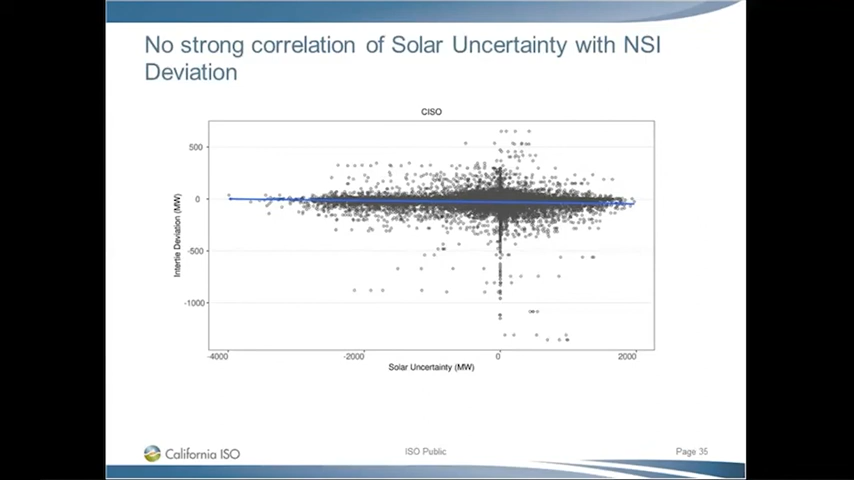 No strong correlation of Solar Uncertainty with NSI
Deviation
CISO
500
0
-500
-1000
Intertie Deviation (MW)
-4000
-2000
0
2000
Solar Uncertainty (MW)
California ISO
ISO Public
Page 35